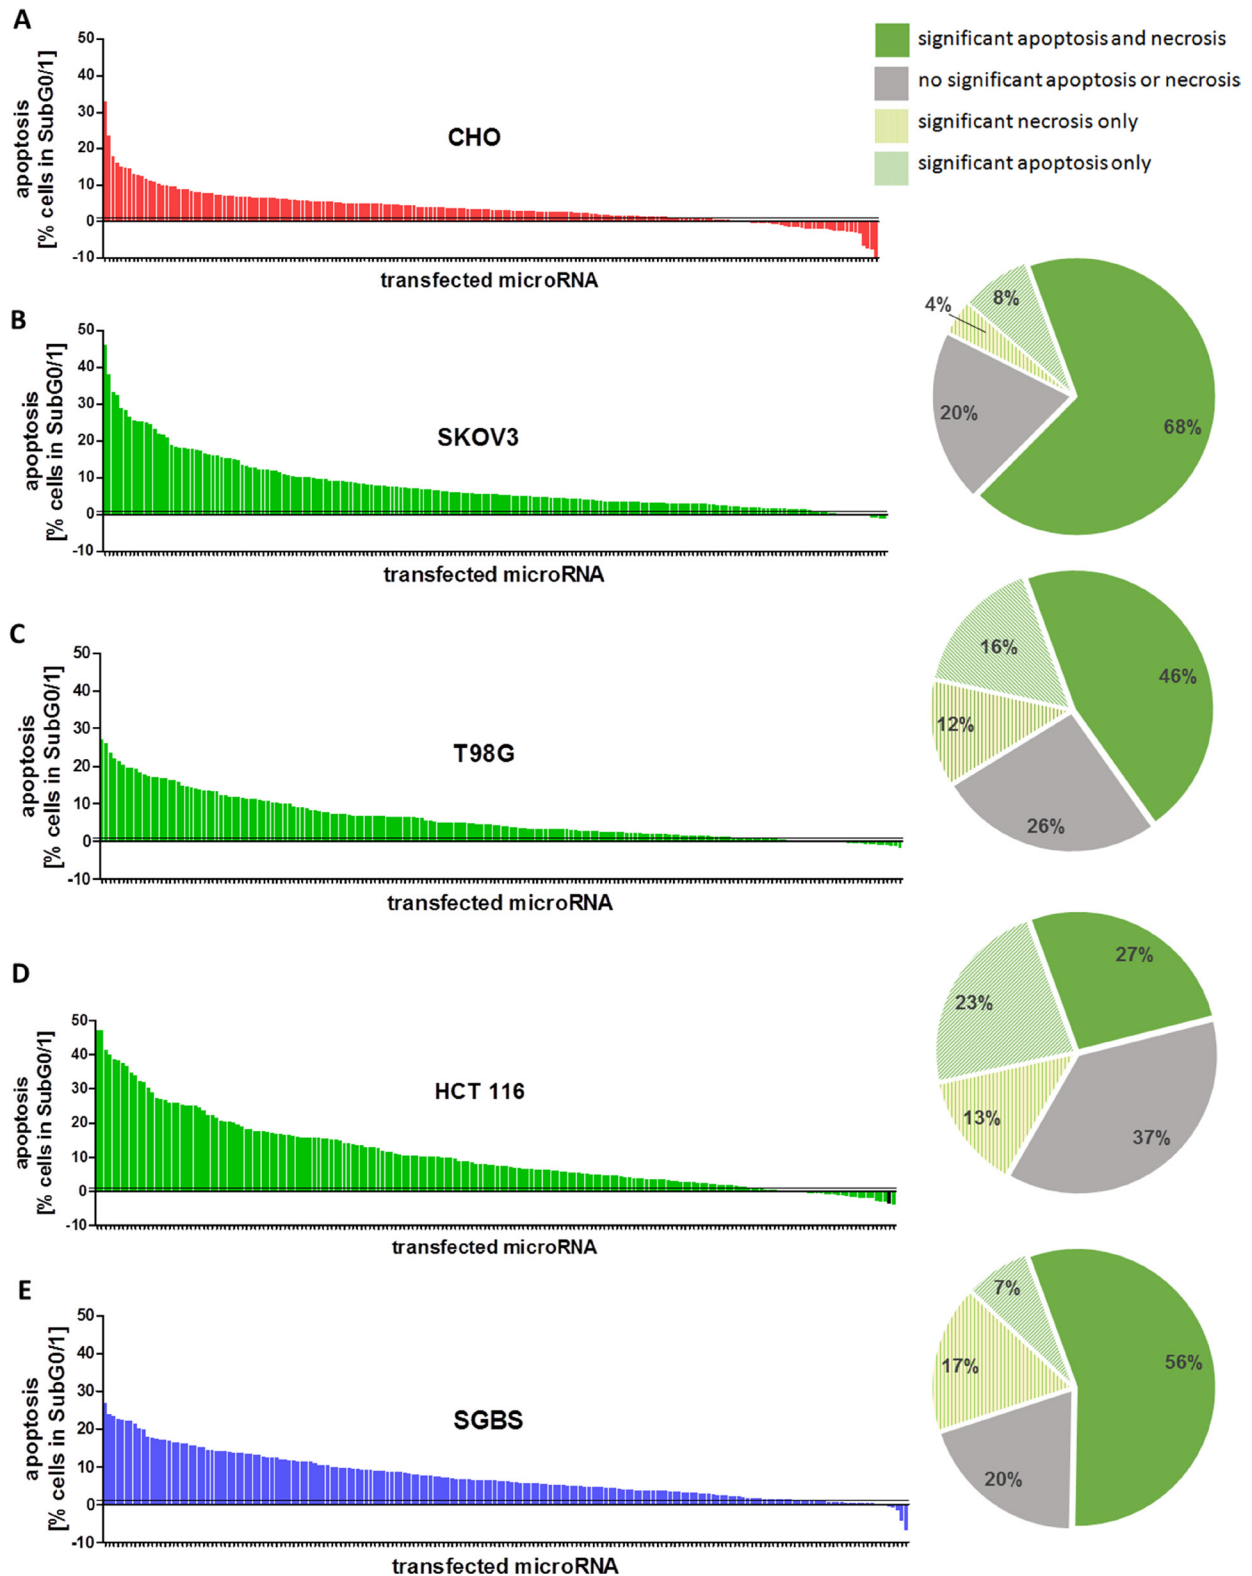 A
apoptosis
[% cells in SubG0/1]
50
40
30
20
10
0
-10
CHO
transfected microRNA
significant apoptosis and necrosis
no significant apoptosis or necrosis
significant necrosis only
significant apoptosis only
B
apoptosis
[% cells in SubG0/1]
50
40
30
20
10
0
-10
SKOV3
transfected microRNA
4%
8%
20%
68%
C
apoptosis
[% cells in SubG0/1]
50
40
30
20
10
0
-10
T98G
transfected microRNA
16%
46%
12%
26%
D
apoptosis
[% cells in SubG0/1]
50
40
30
20
10
0
-10
HCT 116
transfected microRNA
27%
23%
13%
37%
E
apoptosis
[% cells in SubG0/1]
50
40
30
20
10
0
-10
SGBS
transfected microRNA
7%
17%
56%
20%